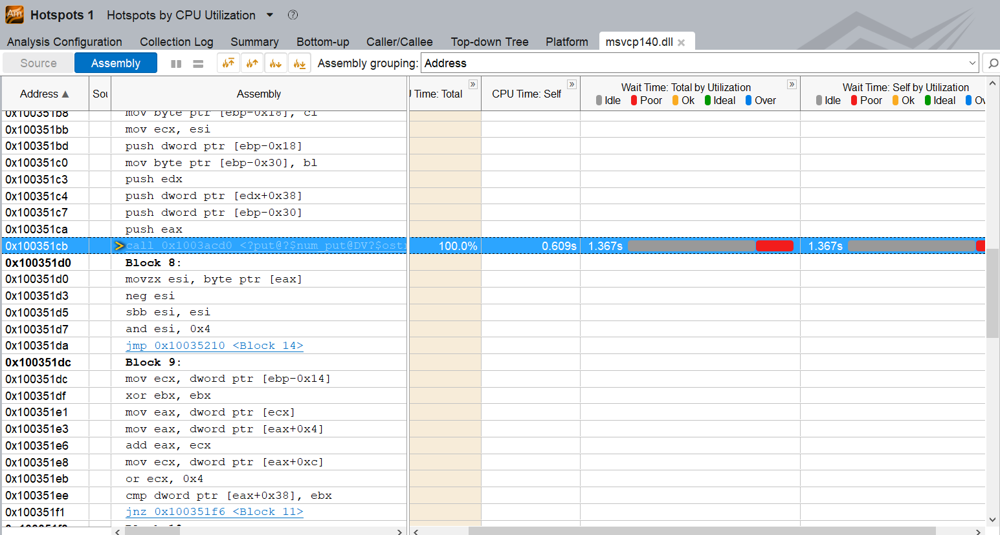 Am Hotspots 1 Hotspots by CPU Utilization ?
Analysis Configuration Collection Log Summary Bottom-up Caller/Callee Top-down Tree Platform msvcp140.dll
Source Assembly Assembly grouping: Address
Address Sou Assembly J Time: Total » CPU Time: Self » Wait Time: Total by Utilization » Wait Time: Self by Utilization
Idle Poor Ok Ideal Over Idle Poor Ok Ideal Ov
0x100351b8 mov byte ptr [ebp-0x18], cl
0x100351bb mov ecx, esi
0x100351bd push dword ptr [ebp-0x18]
0x100351c0 mov byte ptr [ebp-0x30], bl
0x100351c3 push edx
0x100351c4 push dword ptr [edx+0x38]
0x100351c7 push dword ptr [ebp-0x30]
0x100351ca push eax
0x100351cb call 0x1003acd0 <?put@?$num_put@DV?$ostr 100.0% 0.609s 1.367s 1.367s
0x100351d0 Block 8:
0x100351d0 movzx esi, byte ptr [eax]
0x100351d3 neg esi
0x100351d5 sbb esi, esi
0x100351d7 and esi, 0x4
0x100351da jmp 0x10035210 <Block 14>
0x100351dc Block 9:
0x100351dc mov ecx, dword ptr [ebp-0x14]
0x100351df xor ebx, ebx
0x100351e1 mov eax, dword ptr [ecx]
0x100351e3 mov eax, dword ptr [eax+0x4]
0x100351e6 add eax, ecx
0x100351e8 mov ecx, dword ptr [eax+0xc]
0x100351eb or ecx, 0x4
0x100351ee cmp dword ptr [eax+0x38], ebx
0x100351f1 jnz 0x100351f6 <Block 11>